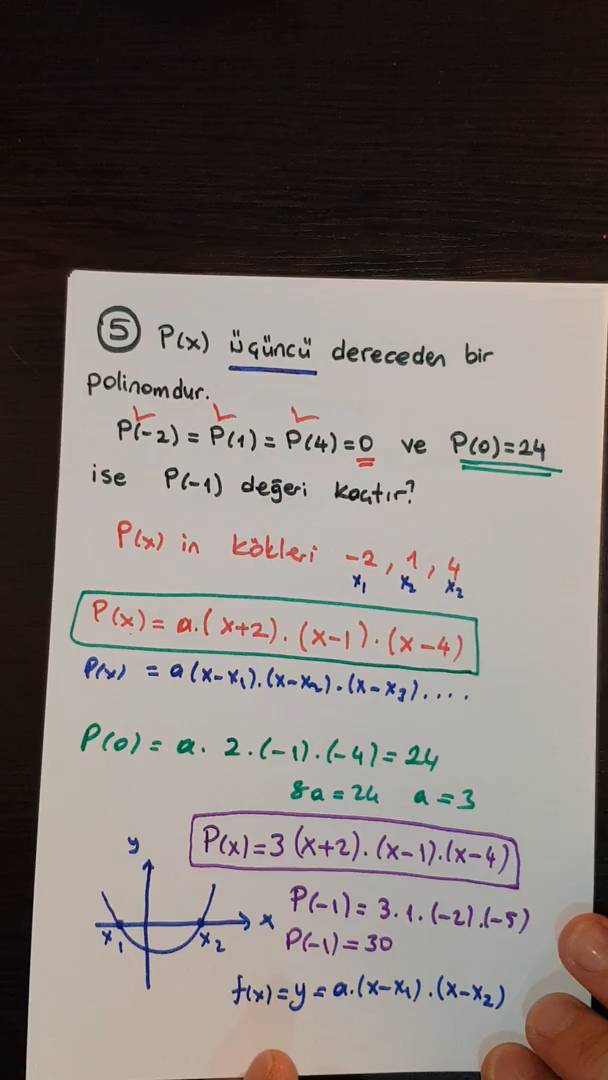 5 P(x) üçüncü dereceden bir
polinomdur.
P(-2) = P(1) = P(4) = 0 ve P(0)=24
ise P(-1) değeri kaçtır?
P(x) in kökleri -2, 1, 4
x₁ x₂ x₂
P(x) = a.(x+2).(x-1).(x-4)
P(x) = a(x-x₁).(x-x₂).(x-x₃)....
P(0) = a. 2.(-1).(-4) = 24
8a = 24 a = 3
P(x)=3(x+2).(x-1).(x-4)
y
x
x₁ x₂
P(-1) = 3.1.(-2).(-5)
P(-1) = 30
f(x) = y = a.(x-x₁).(x-x₂)